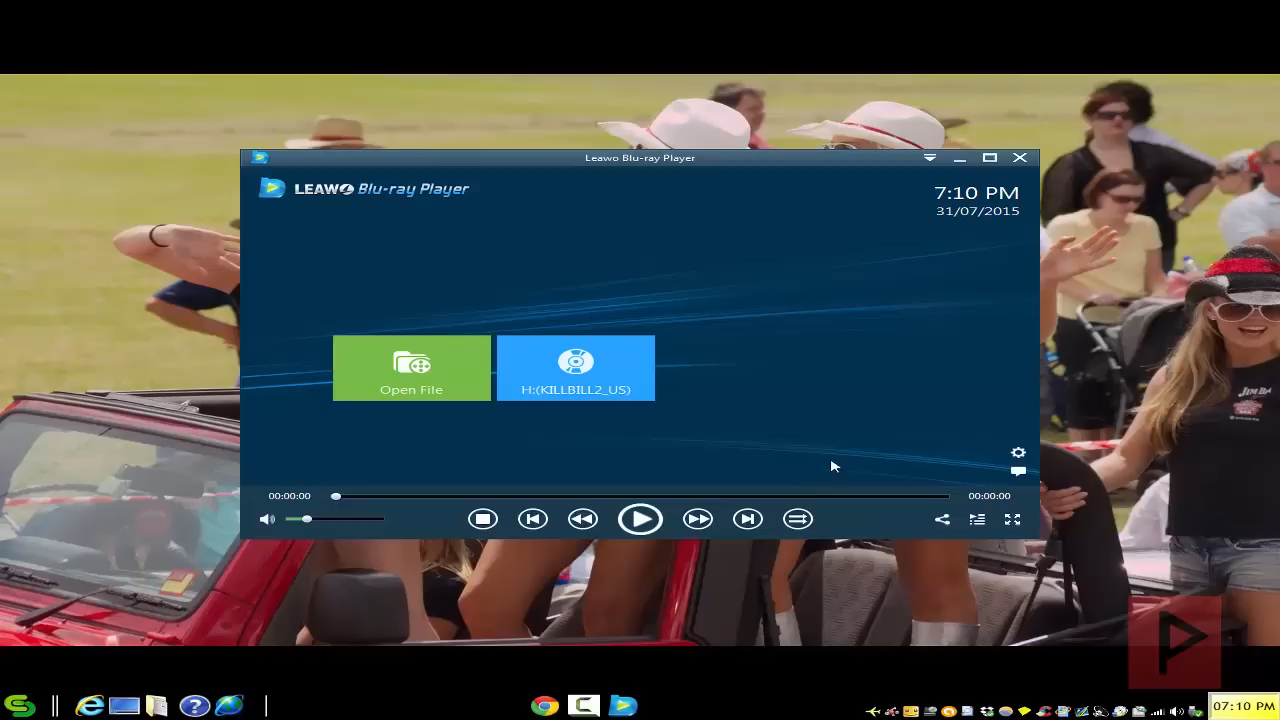 Leawo Blu-ray Player
LEAWO Blu-ray Player
7:10 PM
31/07/2015
Open File
H:(KILLBILL2_US)
00:00:00
00:00:00
07:10 PM